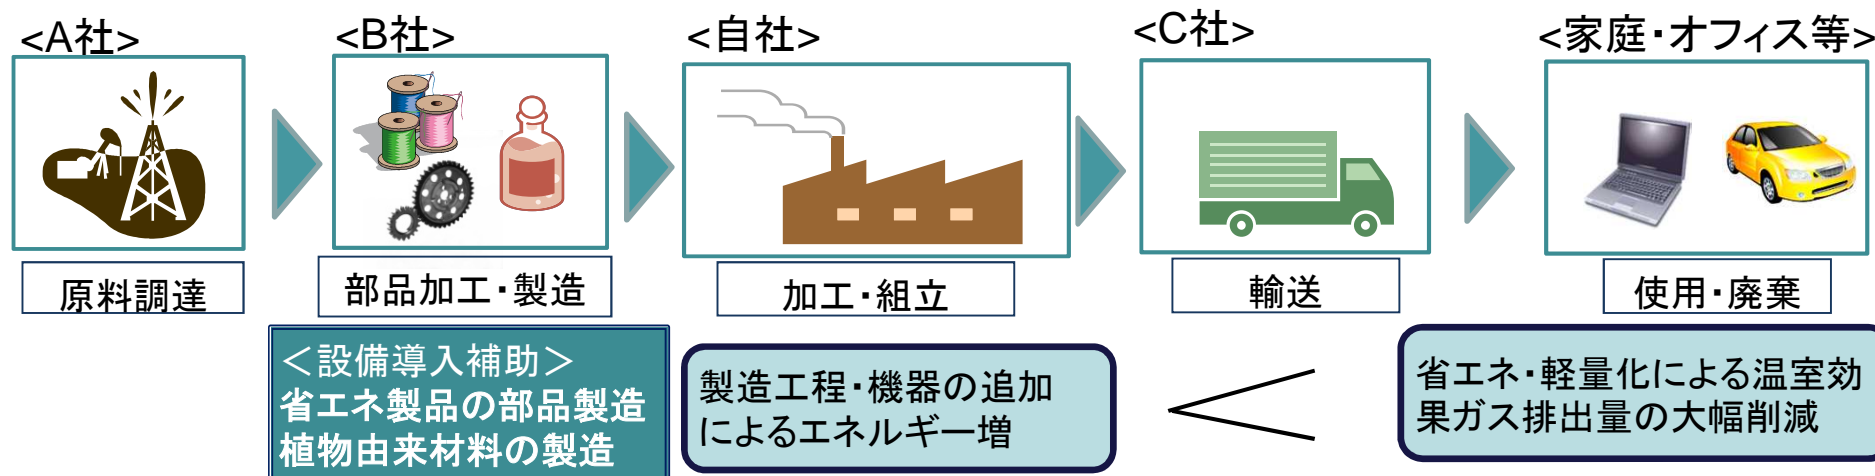 <A社>
<B社>
<自社>
<C社>
<家庭・オフィス等>
原料調達
部品加工・製造
加工・組立
輸送
使用・廃棄
＜設備導入補助＞
省エネ製品の部品製造
植物由来材料の製造
製造工程・機器の追加
によるエネルギー増
＜
省エネ・軽量化による温室効
果ガス排出量の大幅削減